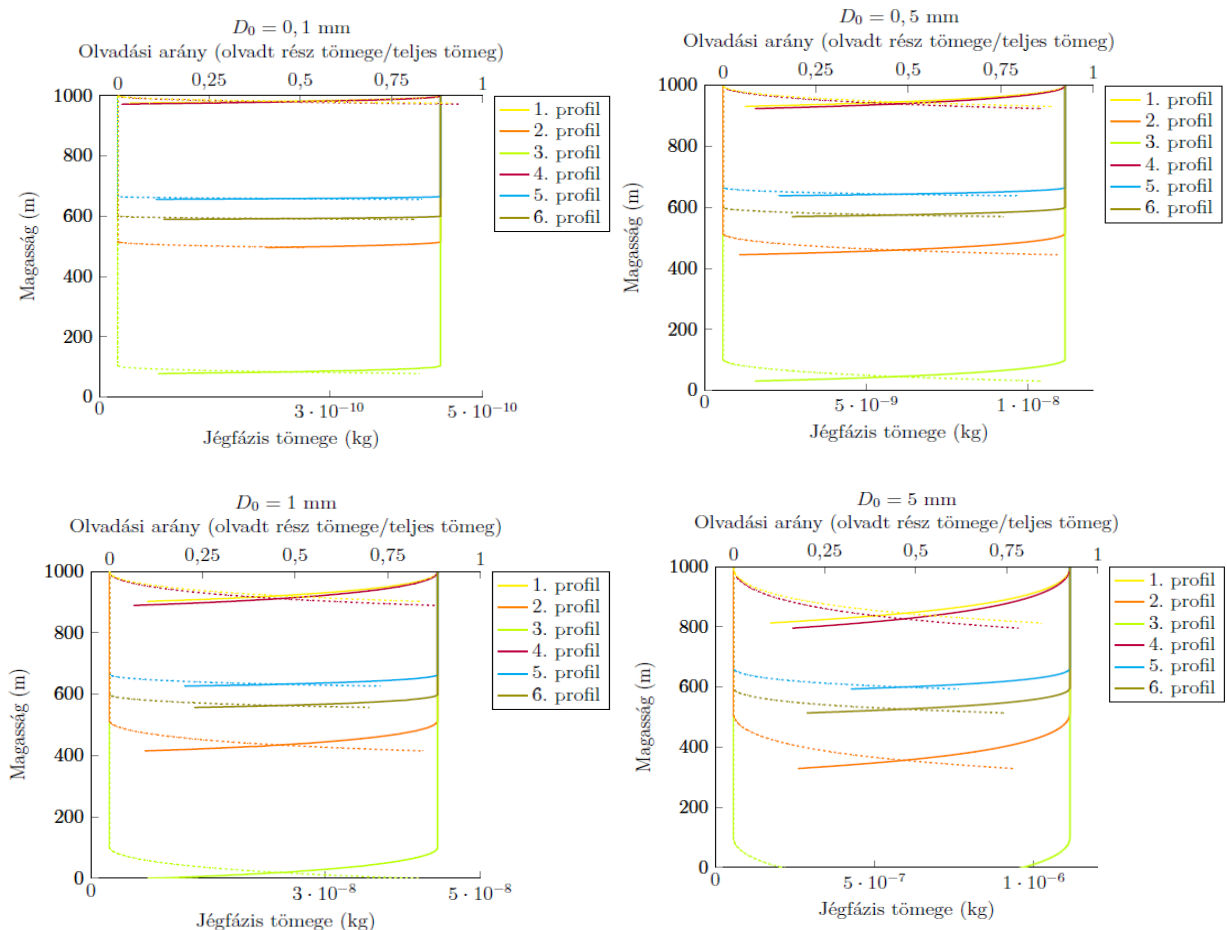 D₀ = 0,1 mm
Olvadási arány (olvadt rész tömege/teljes tömeg)
0 0,25 0,5 0,75 1
1000
800
600
400
200
0
Magasság (m)
0 3·10⁻¹⁰ 5·10⁻¹⁰
Jégfázis tömege (kg)
1. profil
2. profil
3. profil
4. profil
5. profil
6. profil
D₀ = 0,5 mm
Olvadási arány (olvadt rész tömege/teljes tömeg)
0 0,25 0,5 0,75 1
1000
800
600
400
200
0
Magasság (m)
0 5·10⁻⁹ 1·10⁻⁸
Jégfázis tömege (kg)
1. profil
2. profil
3. profil
4. profil
5. profil
6. profil
D₀ = 1 mm
Olvadási arány (olvadt rész tömege/teljes tömeg)
0 0,25 0,5 0,75 1
1000
800
600
400
200
0
Magasság (m)
0 3·10⁻⁸ 5·10⁻⁸
Jégfázis tömege (kg)
1. profil
2. profil
3. profil
4. profil
5. profil
6. profil
D₀ = 5 mm
Olvadási arány (olvadt rész tömege/teljes tömeg)
0 0,25 0,5 0,75 1
1000
800
600
400
200
0
Magasság (m)
0 5·10⁻⁷ 1·10⁻⁶
Jégfázis tömege (kg)
1. profil
2. profil
3. profil
4. profil
5. profil
6. profil